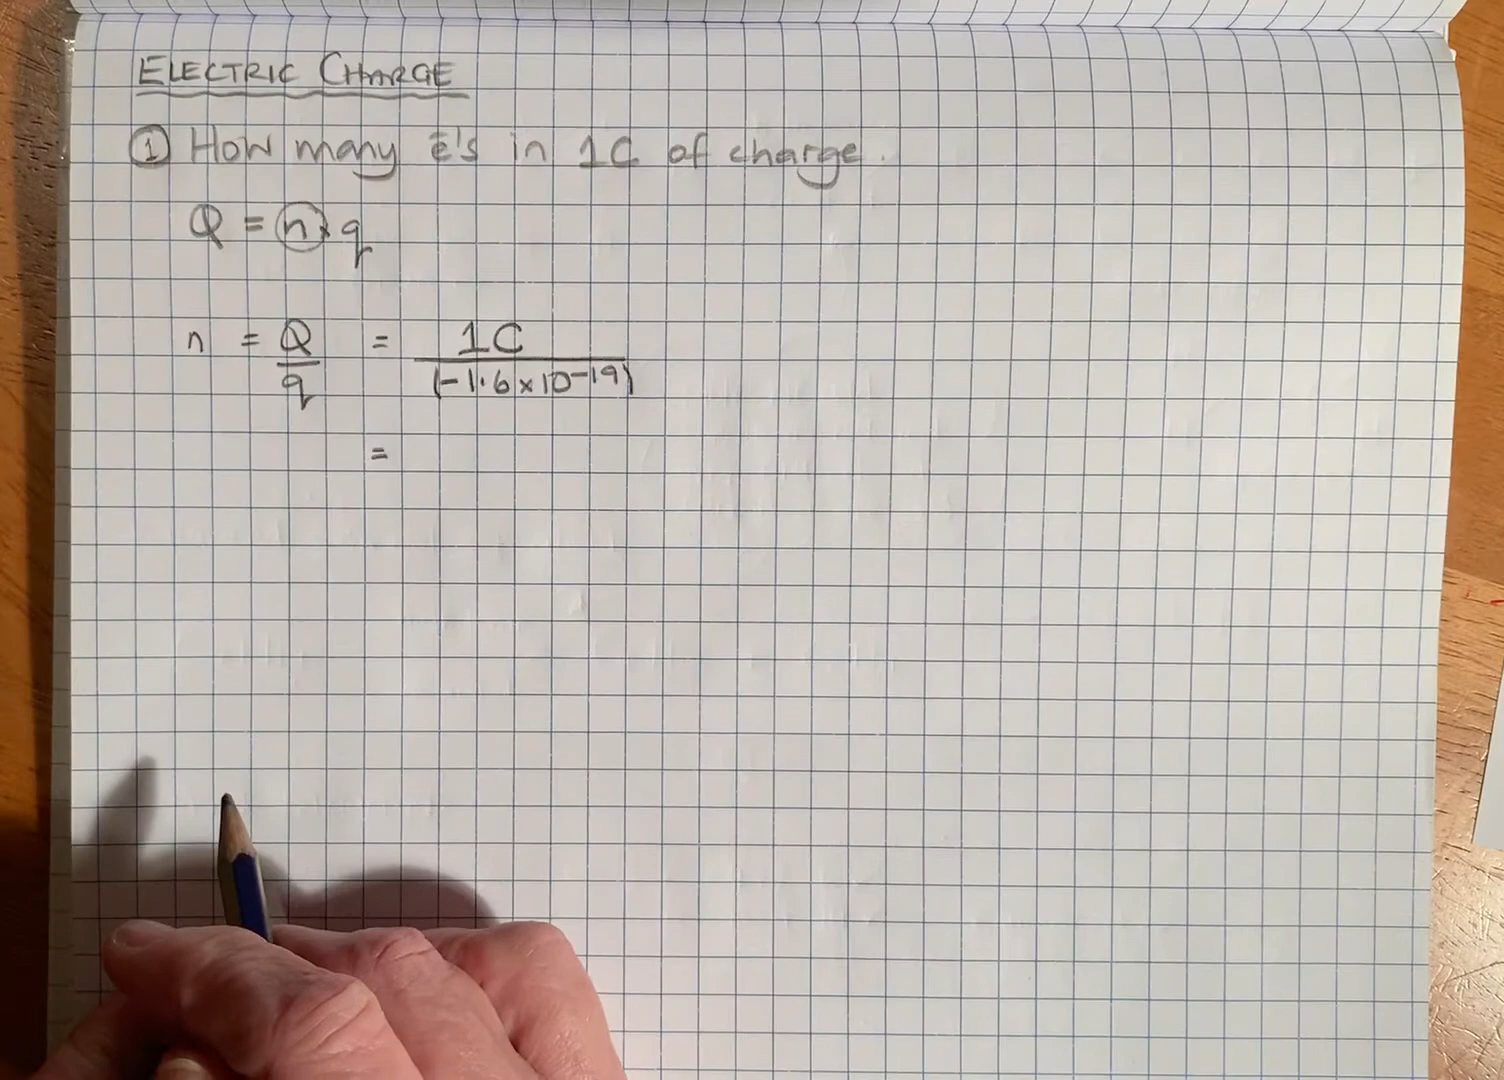 ELECTRIC CHARGE
① How many ē's in 1C of charge.
Q = n × q
n = Q/q = 1C/(-1.6×10⁻¹⁹)
=